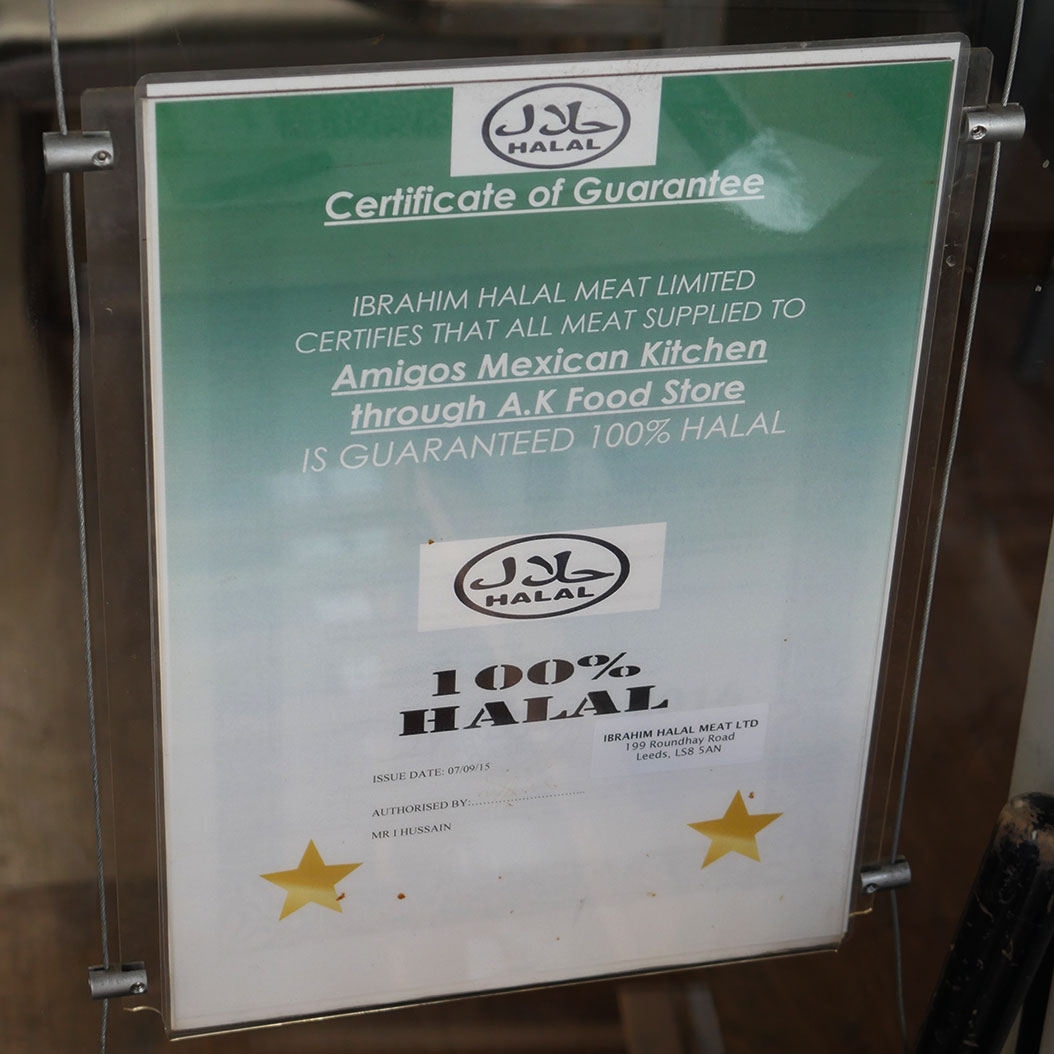 حلال
HALAL
Certificate of Guarantee
IBRAHIM HALAL MEAT LIMITED
CERTIFIES THAT ALL MEAT SUPPLIED TO
Amigos Mexican Kitchen
through A.K Food Store
IS GUARANTEED 100% HALAL
حلال
HALAL
100%
HALAL
IBRAHIM HALAL MEAT LTD
199 Roundhay Road
Leeds, LS8 5AN
ISSUE DATE: 07/09/15
AUTHORISED BY:................................
MR I HUSSAIN